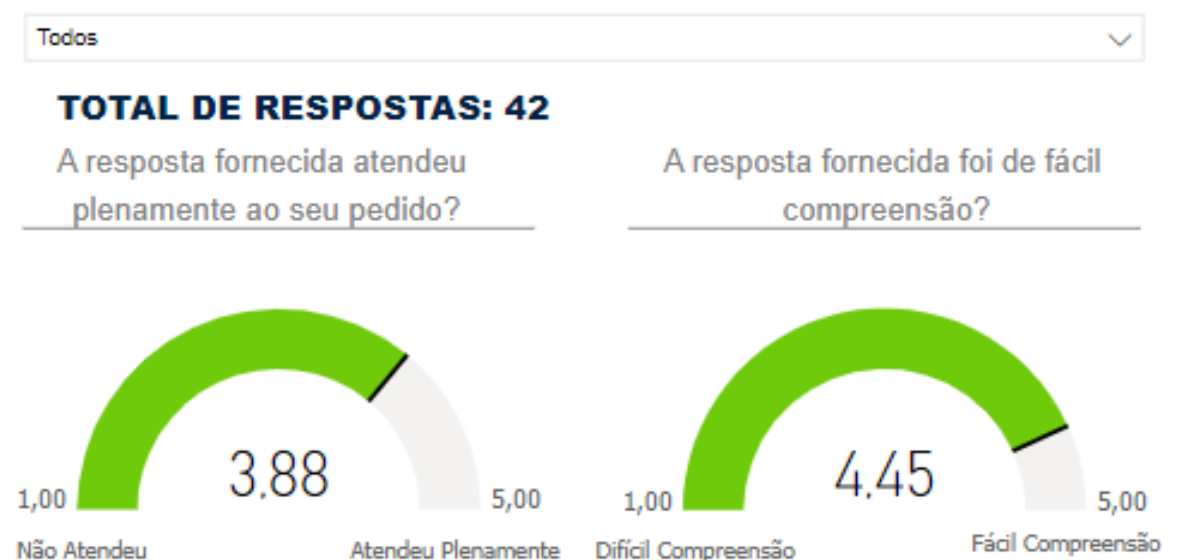 Todos
TOTAL DE RESPOSTAS: 42
A resposta fornecida atendeu
plenamente ao seu pedido?
A resposta fornecida foi de fácil
compreensão?
3,88
1,00
5,00
Não Atendeu
Atendeu Plenamente
4,45
1,00
5,00
Difícil Compreensão
Fácil Compreensão